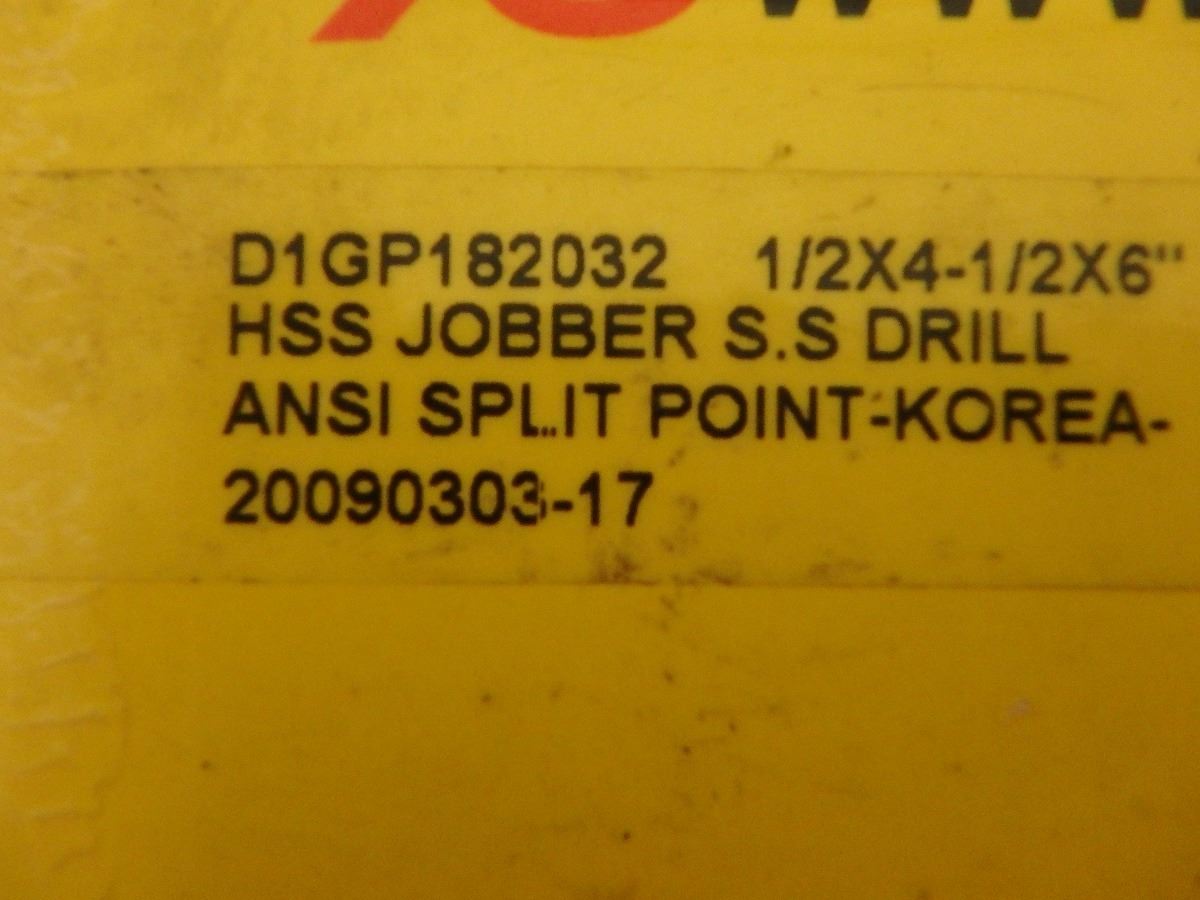 D1GP182032 1/2X4-1/2X6"
HSS JOBBER S.S DRILL
ANSI SPLIT POINT-KOREA-
20090303-17